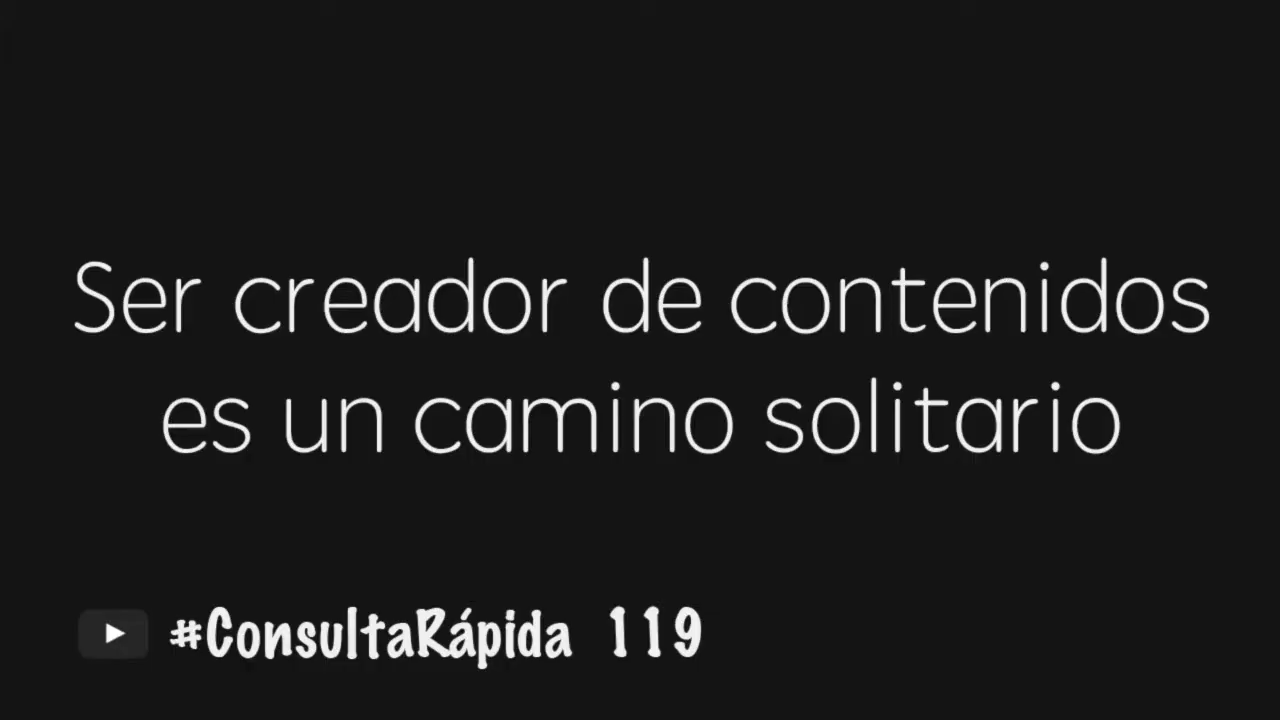 Ser creador de contenidos
es un camino solitario
#ConsultaRápida 119